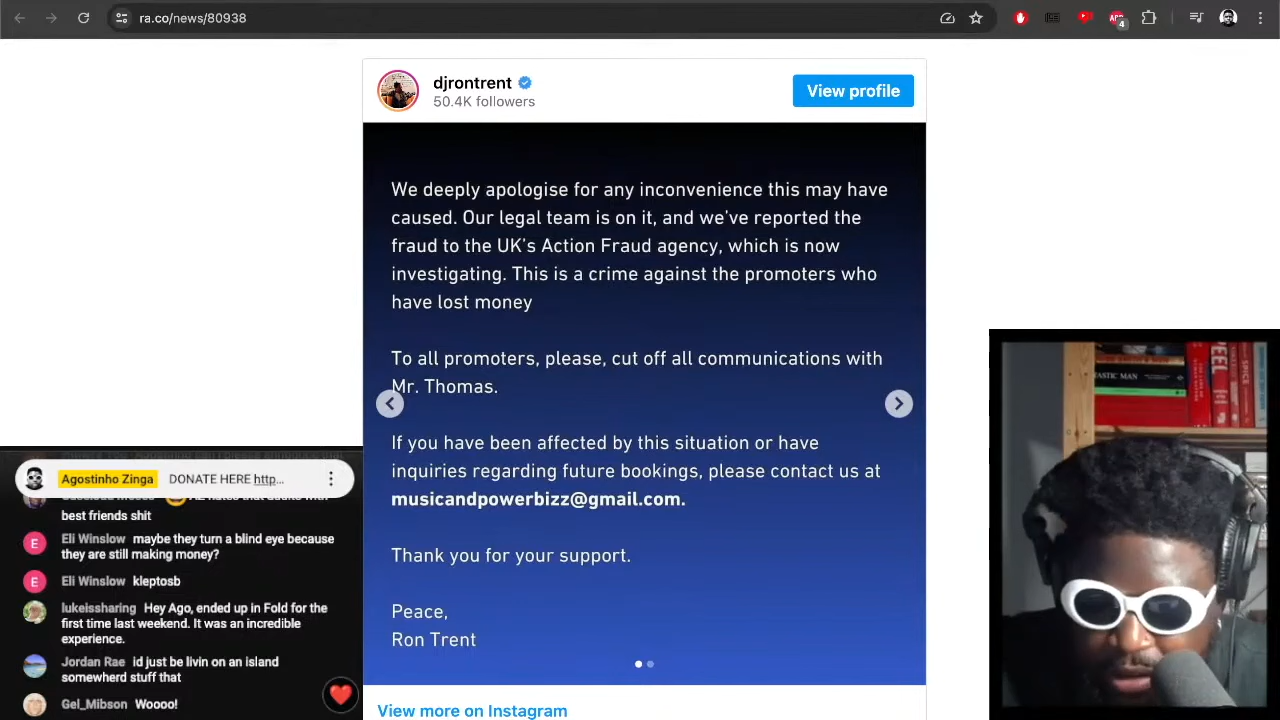 ra.co/news/80938
4
djrontrent
50.4K followers
View profile
We deeply apologise for any inconvenience this may have
caused. Our legal team is on it, and we've reported the
fraud to the UK's Action Fraud agency, which is now
investigating. This is a crime against the promoters who
have lost money
To all promoters, please, cut off all communications with
Mr. Thomas.
If you have been affected by this situation or have
inquiries regarding future bookings, please contact us at
musicandpowerbizz@gmail.com.
Thank you for your support.
Peace,
Ron Trent
View more on Instagram
Agostinho Zinga DONATE HERE http...
best friends shit
E Eli Winslow maybe they turn a blind eye because
they are still making money?
E Eli Winslow kleptosb
lukeissharing Hey Ago, ended up in Fold for the
first time last weekend. It was an incredible
experience.
Jordan Rae id just be livin on an island
somewherd stuff that
Gel_Mibson Woooo!
TASTIC MAN